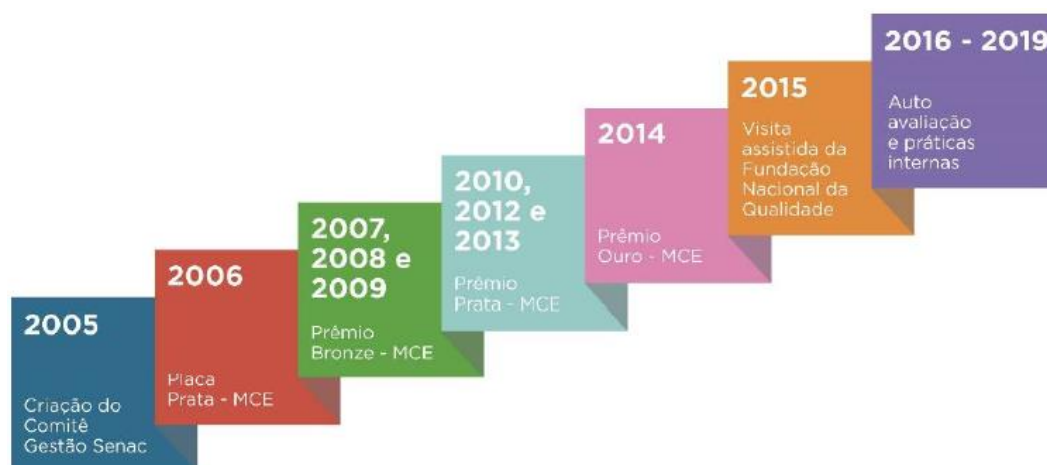 2005
Criação do
Comitê
Gestão Senac
2006
Placa
Prata - MCE
2007,
2008 e
2009
Prêmio
Bronze - MCE
2010,
2012 e
2013
Prêmio
Prata - MCE
2014
Prêmio
Ouro - MCE
2015
Visita
assistida da
Fundação
Nacional da
Qualidade
2016 - 2019
Auto
avaliação
e práticas
internas